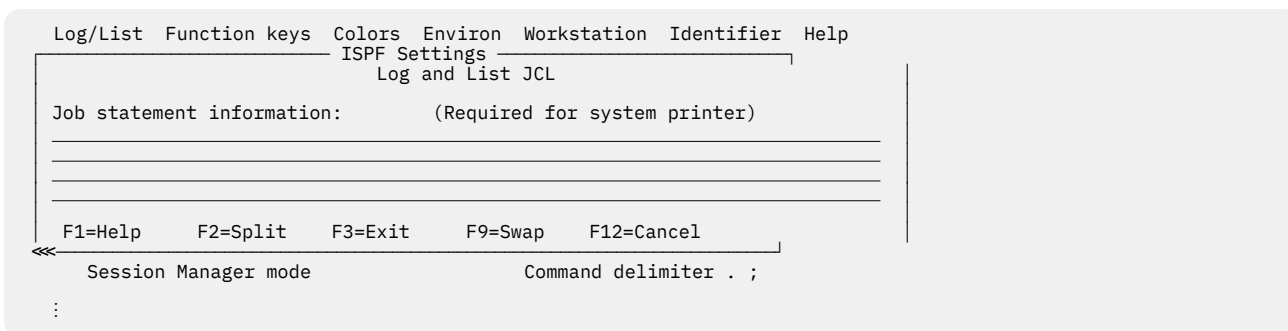 Log/List Function keys Colors Environ Workstation Identifier Help
ISPF Settings
Log and List JCL
Job statement information: (Required for system printer)
F1=Help F2=Split F3=Exit F9=Swap F12=Cancel
Session Manager mode Command delimiter . ;
⋮